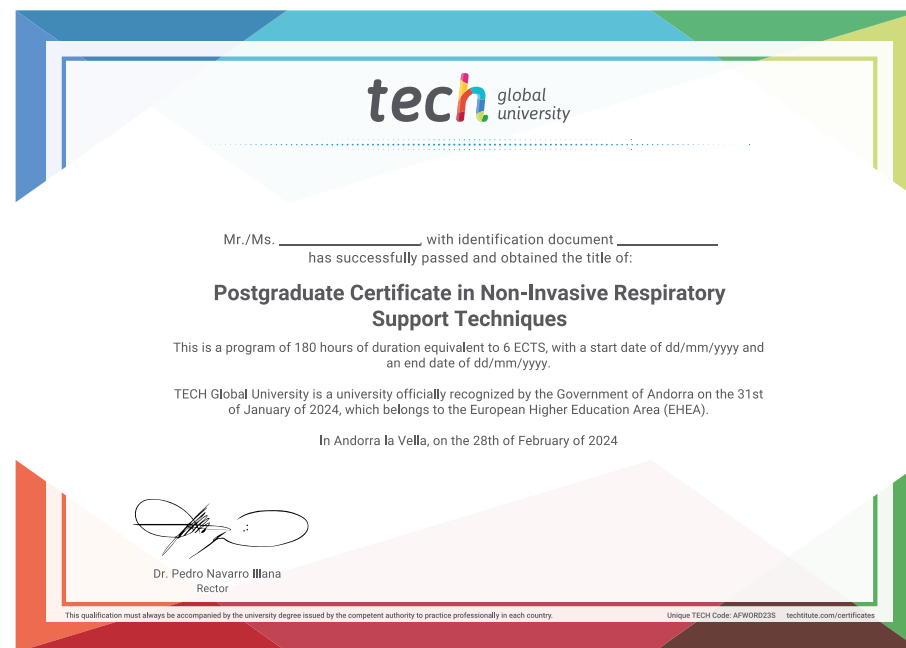 tech global university
Mr./Ms. ____________, with identification document ____________
has successfully passed and obtained the title of:
Postgraduate Certificate in Non-Invasive Respiratory
Support Techniques
This is a program of 180 hours of duration equivalent to 6 ECTS, with a start date of dd/mm/yyyy and
an end date of dd/mm/yyyy.
TECH Global University is a university officially recognized by the Government of Andorra on the 31st
of January of 2024, which belongs to the European Higher Education Area (EHEA).
In Andorra la Vella, on the 28th of February of 2024
Dr. Pedro Navarro Illana
Rector
This qualification must always be accompanied by the university degree issued by the competent authority to practice professionally in each country.
Unique TECH Code: AFWORD23S techtitute.com/certificates